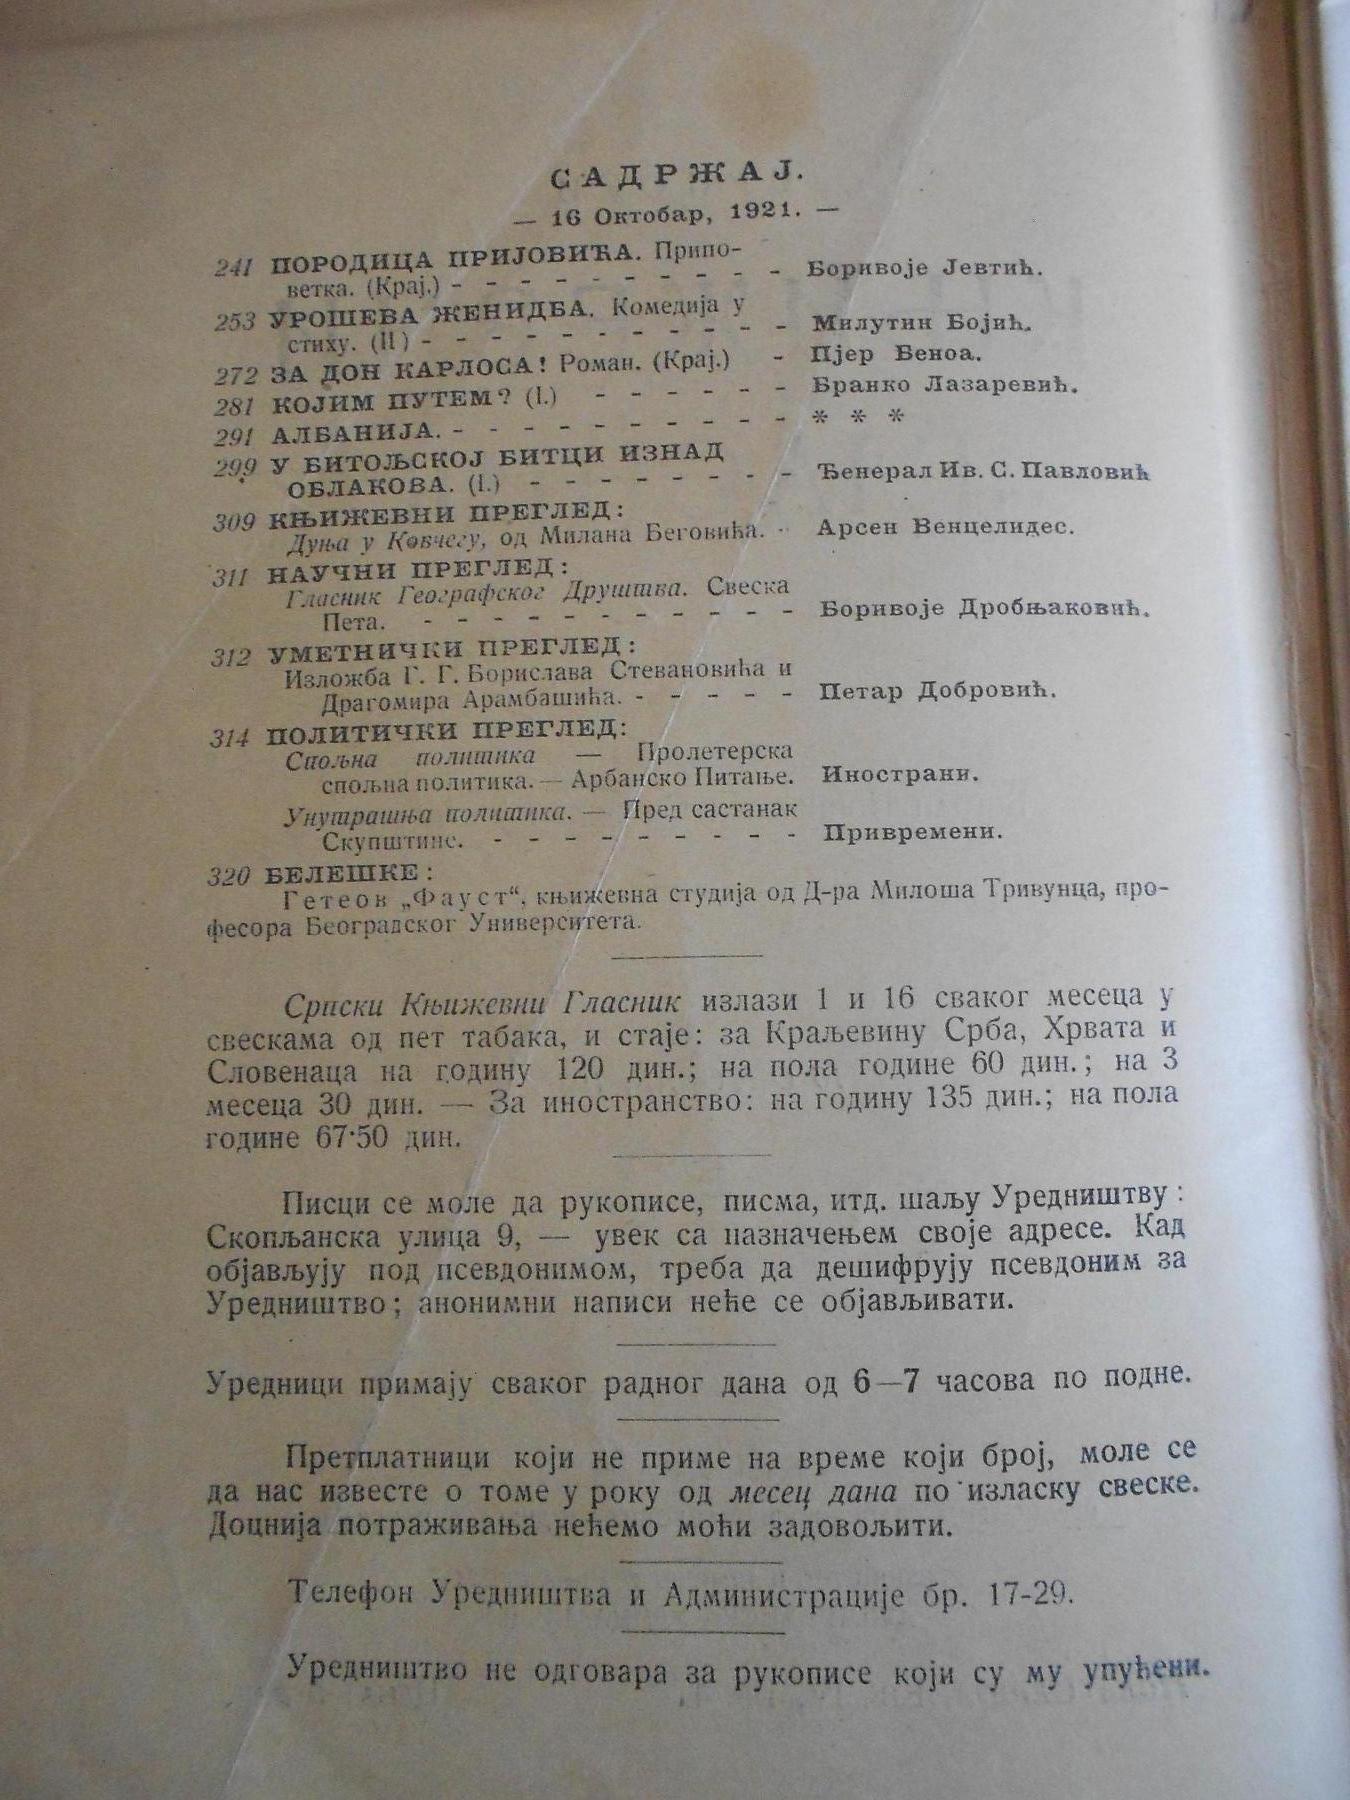 САДРЖАЈ.
— 16 Октобар, 1921. —
241 ПОРОДИЦА ПРИЈОВИЋА. Припо-
ветка. (Крај.) - - - - - - - - - Боривоје Јевтић.
253 УРОШЕВА ЖЕНИДБА. Комедија у
стиху. (II) - - - - - - - - - - - Милутин Бојић.
272 ЗА ДОН КАРЛОСА! Роман. (Крај.) - Пјер Беноа.
281 КОЈИМ ПУТЕМ? (I.) - - - - - - Бранко Лазаревић.
291 АЛБАНИЈА. - - - - - - - - - - * * *
299 У БИТОЉСКОЈ БИТЦИ ИЗНАД
ОБЛАКОВА. (I.) - - - - - - - - Ђенерал Ив. С. Павловић
309 КЊИЖЕВНИ ПРЕГЛЕД:
Дуња у Ковчегу, од Милана Беговића. - Арсен Венцелидес.
311 НАУЧНИ ПРЕГЛЕД:
Гласник Географског Друштва. Свеска
Пета. - - - - - - - - - - - Боривоје Дробњаковић.
312 УМЕТНИЧКИ ПРЕГЛЕД:
Изложба Г. Г. Борислава Стевановића и
Драгомира Арамбашића. - - - - - Петар Добровић.
314 ПОЛИТИЧКИ ПРЕГЛЕД:
Спољна политика — Пролетерска
спољна политика. — Арбанско Питање. Инострани.
Унутрашња политика. — Пред састанак
Скупштине. - - - - - - - - - Привремени.
320 БЕЛЕШКЕ:
Гетеов „Фауст“, књижевна студија од Д-ра Милоша Тривунца, про-
фесора Београдског Универзитета.
Српски Књижевни Гласник излази 1 и 16 сваког месеца у
свескама од пет табака, и стаје: за Краљевину Срба, Хрвата и
Словенаца на годину 120 дин.; на пола године 60 дин.; на 3
месеца 30 дин. — За иностранство: на годину 135 дин.; на пола
године 67·50 дин.
Писци се моле да рукописе, писма, итд. шаљу Уредништву:
Скопљанска улица 9, — увек са назначењем своје адресе. Кад
објављују под псевдонимом, треба да дешифрују псевдоним за
Уредништво; анонимни написи неће се објављивати.
Уредници примају сваког радног дана од 6—7 часова по подне.
Претплатници који не приме на време који број, моле се
да нас известе о томе у року од месец дана по изласку свеске.
Доцнија потраживања нећемо моћи задовољити.
Телефон Уредништва и Администрације бр. 17-29.
Уредништво не одговара за рукописе који су му упућени.